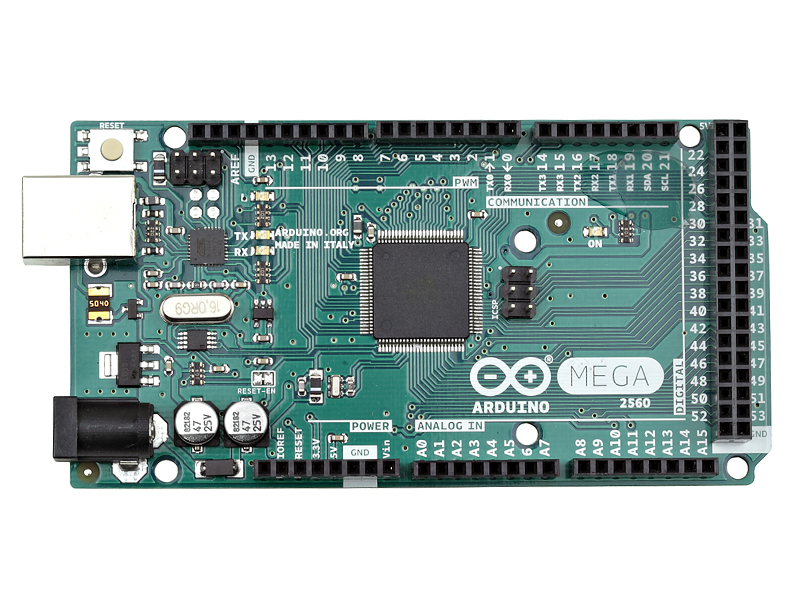 RESET
AREF
GND
13
12
11
10
9
8
7
6
5
4
3
2
TX0→1
RX0←0
TX3 14
RX3 15
TX2 16
RX2 17
TX1 18
RX1 19
SDA 20
SCL 21
5V
PWM
COMMUNICATION
L
TX
RX
ARDUINO.ORG
MADE IN ITALY
ON
22
24
26
28
30
32
34
36
38
40
42
44
46
48
50
52
31
33
35
37
39
41
43
45
47
49
51
53
GND
5040
16.0RG9
ICSP
RESET-EN
MEGA
ARDUINO
2560
DIGITAL
82L82
47
25V
82L82
47
25V
POWER
ANALOG IN
IOREF
RESET
3.3V
5V
GND
Vin
A0
A1
A2
A3
A4
A5
6
A7
A8
A9
A10
A11
A12
A13
A14
A15